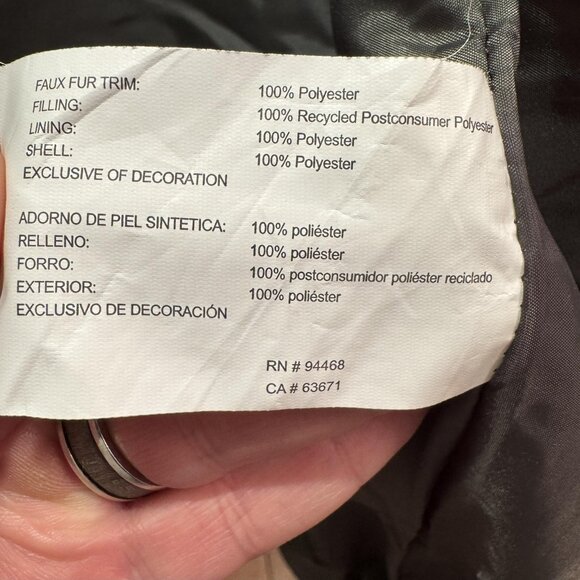 FAUX FUR TRIM: 100% Polyester
FILLING: 100% Recycled Postconsumer Polyester
LINING: 100% Polyester
SHELL: 100% Polyester
EXCLUSIVE OF DECORATION
ADORNO DE PIEL SINTETICA: 100% poliéster
RELLENO: 100% poliéster
FORRO: 100% postconsumidor poliéster reciclado
EXTERIOR: 100% poliéster
EXCLUSIVO DE DECORACIÓN
RN # 94468
CA # 63671